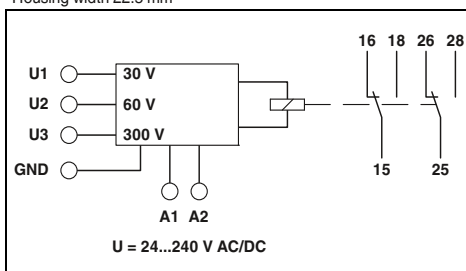 Housing width 22.5 mm
16 18 26 28
U1 30 V
U2 60 V
U3 300 V
GND
15 25
A1 A2
U = 24...240 V AC/DC